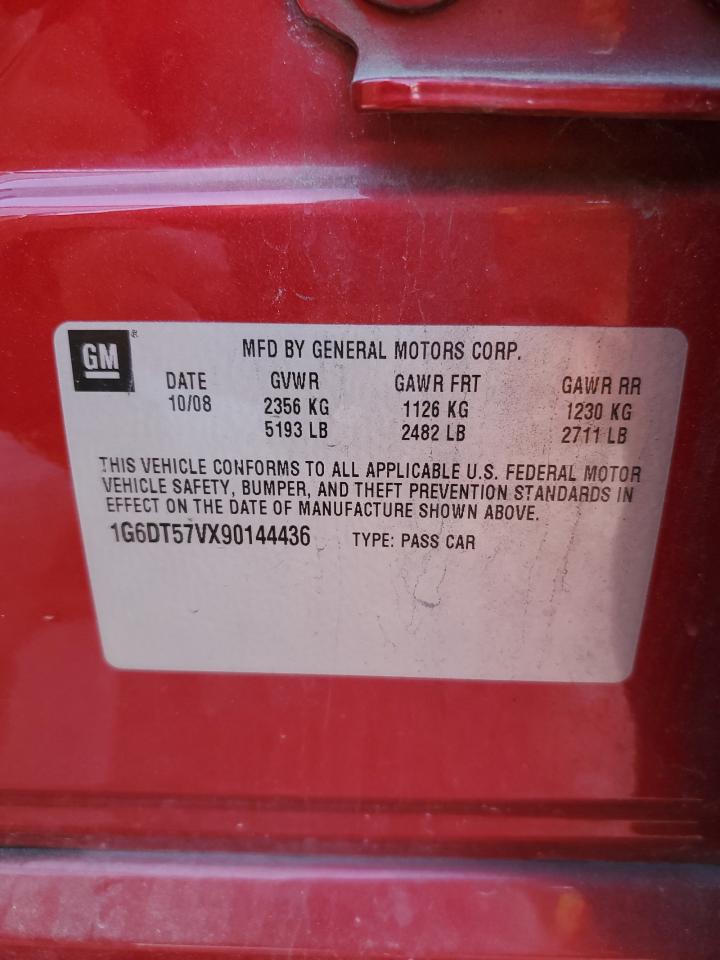 GM
MFD BY GENERAL MOTORS CORP.
DATE GVWR GAWR FRT GAWR RR
10/08 2356 KG 1126 KG 1230 KG
5193 LB 2482 LB 2711 LB
THIS VEHICLE CONFORMS TO ALL APPLICABLE U.S. FEDERAL MOTOR
VEHICLE SAFETY, BUMPER, AND THEFT PREVENTION STANDARDS IN
EFFECT ON THE DATE OF MANUFACTURE SHOWN ABOVE.
1G6DT57VX90144436 TYPE: PASS CAR